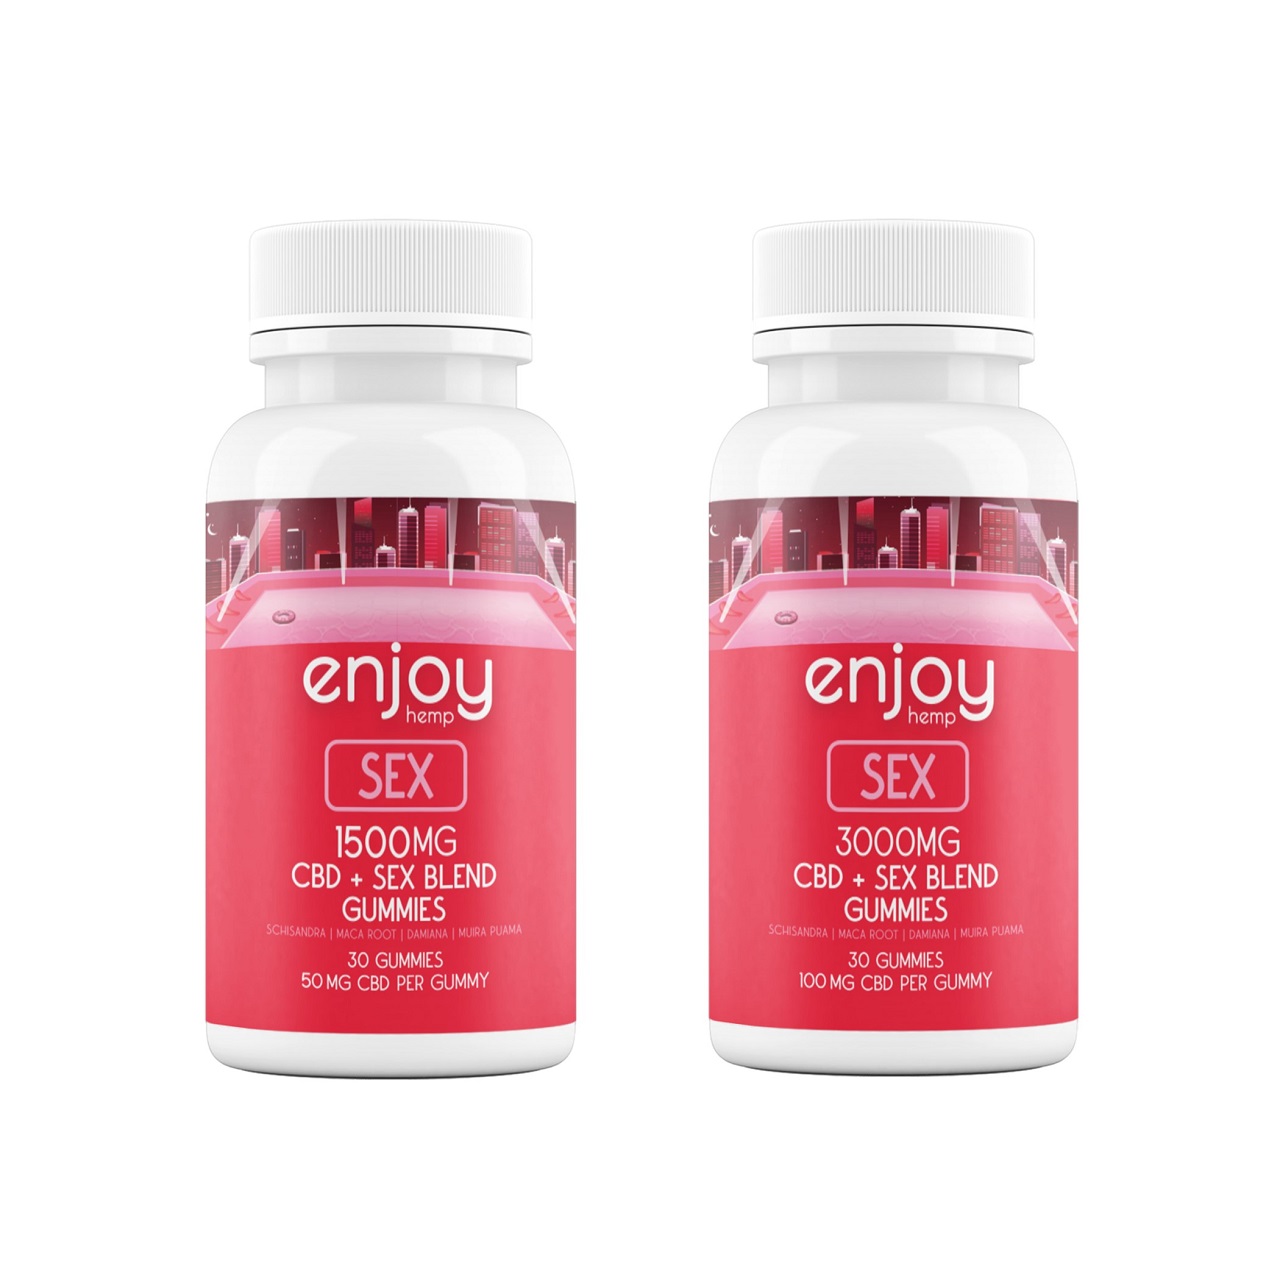 enjoy
hemp
SEX
1500MG
CBD + SEX BLEND
GUMMIES
SCHISANDRA | MACA ROOT | DAMIANA | MUIRA PUAMA
30 GUMMIES
50 MG CBD PER GUMMY
enjoy
hemp
SEX
3000MG
CBD + SEX BLEND
GUMMIES
SCHISANDRA | MACA ROOT | DAMIANA | MUIRA PUAMA
30 GUMMIES
100 MG CBD PER GUMMY